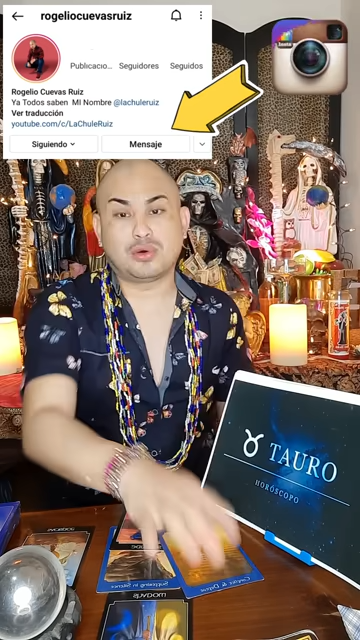 rogeliocuevasruiz
Publicacio... Seguidores Seguidos
Rogelio Cuevas Ruiz
Ya Todos saben MI Nombre @lachuleruiz
Ver traducción
youtube.com/c/LaChuleRuiz
Siguiendo
Mensaje
TAURO
HORÓSCOPO